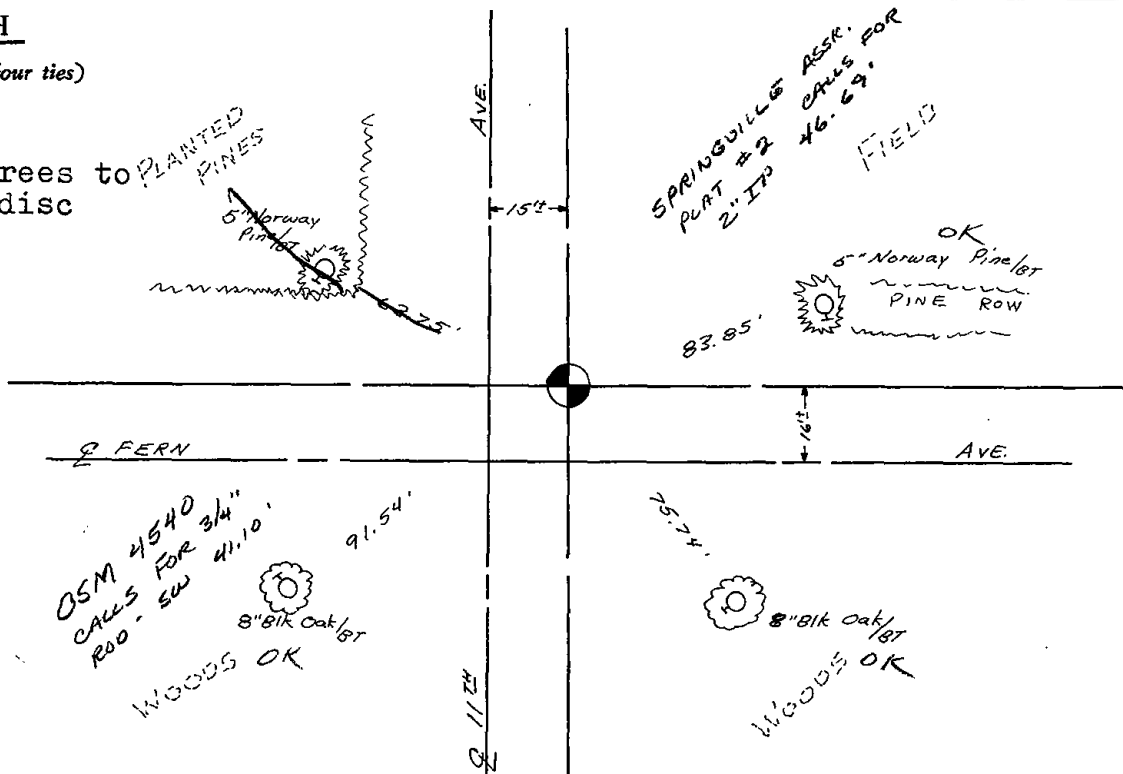 H
our ties)
rees to
disc
PLANTED
PINES
5" Norway
Pine/BT
62.75'
AVE.
15'±
SPRINGVILLE ASSR.
PLAT #2 CALLS FOR
2" IP 46.69'
FIELD
OK
5" Norway Pine/BT
PINE ROW
83.85'
16'±
℄ FERN
AVE.
OSM 4540
CALLS FOR 3/4"
ROD - SW 41.10'
91.54'
75.74'
8" Blk Oak/BT
WOODS OK
8" Blk Oak/BT
WOODS OK
℄ 11TH